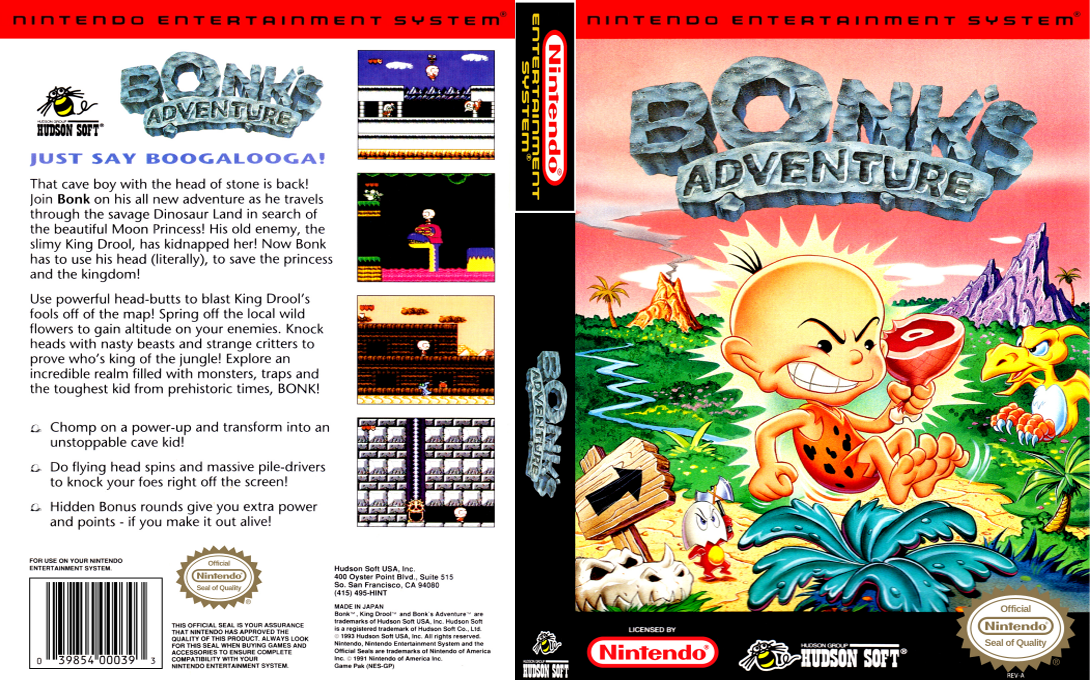 NINTENDO ENTERTAINMENT SYSTEM®
HUDSON GROUP
HUDSON SOFT®
BONK'S
ADVENTURE™
JUST SAY BOOGALOOGA!
That cave boy with the head of stone is back!
Join Bonk on his all new adventure as he travels
through the savage Dinosaur Land in search of
the beautiful Moon Princess! His old enemy, the
slimy King Drool, has kidnapped her! Now Bonk
has to use his head (literally), to save the princess
and the kingdom!
Use powerful head-butts to blast King Drool's
fools off of the map! Spring off the local wild
flowers to gain altitude on your enemies. Knock
heads with nasty beasts and strange critters to
prove who's king of the jungle! Explore an
incredible realm filled with monsters, traps and
the toughest kid from prehistoric times, BONK!
Chomp on a power-up and transform into an
unstoppable cave kid!
Do flying head spins and massive pile-drivers
to knock your foes right off the screen!
Hidden Bonus rounds give you extra power
and points - if you make it out alive!
FOR USE ON YOUR NINTENDO
ENTERTAINMENT SYSTEM.
0 39854 00039 3
Official
Nintendo
Seal of Quality
®
THIS OFFICIAL SEAL IS YOUR ASSURANCE
THAT NINTENDO HAS APPROVED THE
QUALITY OF THIS PRODUCT. ALWAYS LOOK
FOR THIS SEAL WHEN BUYING GAMES AND
ACCESSORIES TO ENSURE COMPLETE
COMPATIBILITY WITH YOUR
NINTENDO ENTERTAINMENT SYSTEM.
Hudson Soft USA, Inc.
400 Oyster Point Blvd., Suite 515
So. San Francisco, CA 94080
(415) 495-HINT
MADE IN JAPAN
Bonk™, King Drool™ and Bonk's Adventure™ are
trademarks of Hudson Soft USA, Inc. Hudson Soft
is a registered trademark of Hudson Soft Co., Ltd.
© 1993 Hudson Soft USA, Inc. All rights reserved.
Nintendo, Nintendo Entertainment System and the
Official Seals are trademarks of Nintendo of America
Inc. © 1991 Nintendo of America Inc.
Game Pak (NES-GP)
Nintendo®
ENTERTAINMENT
SYSTEM®
BONK'S
ADVENTURE
HUDSON GROUP
HUDSON SOFT
NINTENDO ENTERTAINMENT SYSTEM®
BONK'S
ADVENTURE™
LICENSED BY
Nintendo®
HUDSON GROUP
HUDSON SOFT®
Official
Nintendo
Seal of Quality
®
REV-A